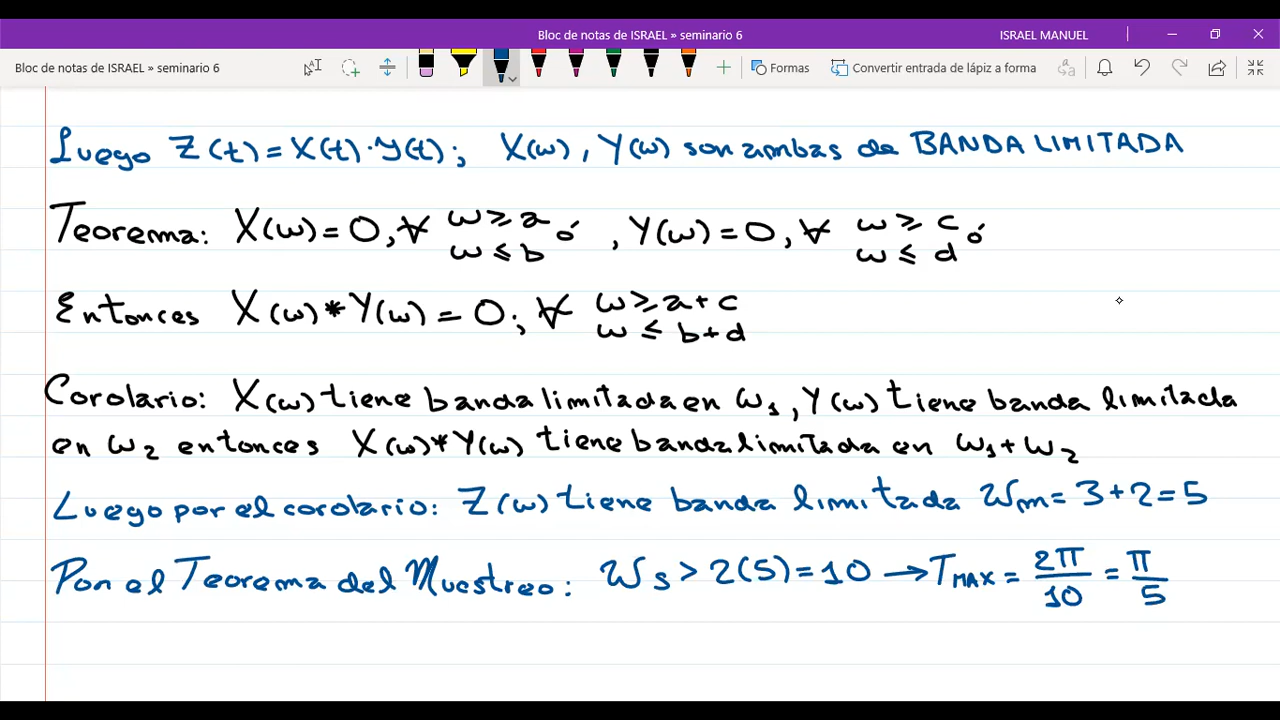 Bloc de notas de ISRAEL » seminario 6
ISRAEL MANUEL
Bloc de notas de ISRAEL » seminario 6
Formas
Convertir entrada de lápiz a forma
Luego Z(t) = X(t)·y(t); X(ω), Y(ω) son ambas de BANDA LIMITADA
Teorema: X(ω) = 0, ∀ ω ≥ a ó ω ≤ b , Y(ω) = 0, ∀ ω ≥ c ó ω ≤ d
Entonces X(ω)*Y(ω) = 0; ∀ ω ≥ a+c ω ≤ b+d
Corolario: X(ω) tiene banda limitada en ω₁, Y(ω) tiene banda limitada
en ω₂ entonces X(ω)*Y(ω) tiene banda limitada en ω₁+ω₂
Luego por el corolario: Z(ω) tiene banda limitada Wm = 3+2 = 5
Por el Teorema del Muestreo: Ws > 2(5) = 10 → TMAX = 2π/10 = π/5